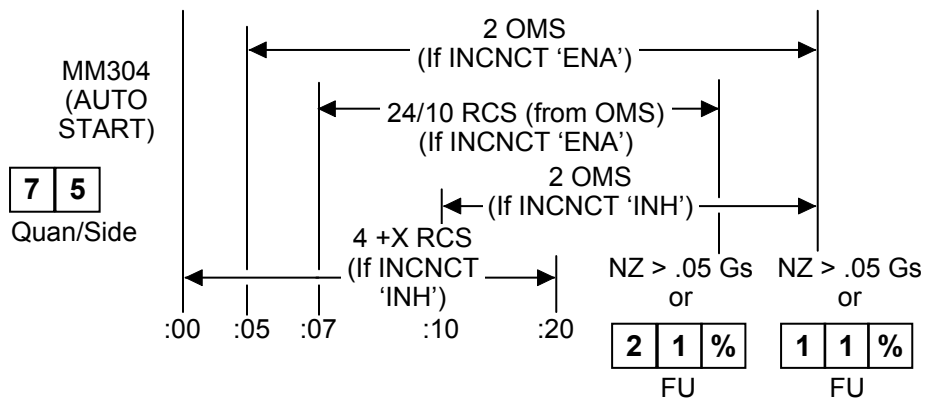 2 OMS
(If INCNCT ‘ENA’)
MM304
(AUTO
START)
24/10 RCS (from OMS)
(If INCNCT ‘ENA’)
7 5
Quan/Side
2 OMS
(If INCNCT ‘INH’)
4 +X RCS
(If INCNCT
‘INH’)
:00 :05 :07 :10 :20
NZ > .05 Gs
or
2 1 %
FU
NZ > .05 Gs
or
1 1 %
FU